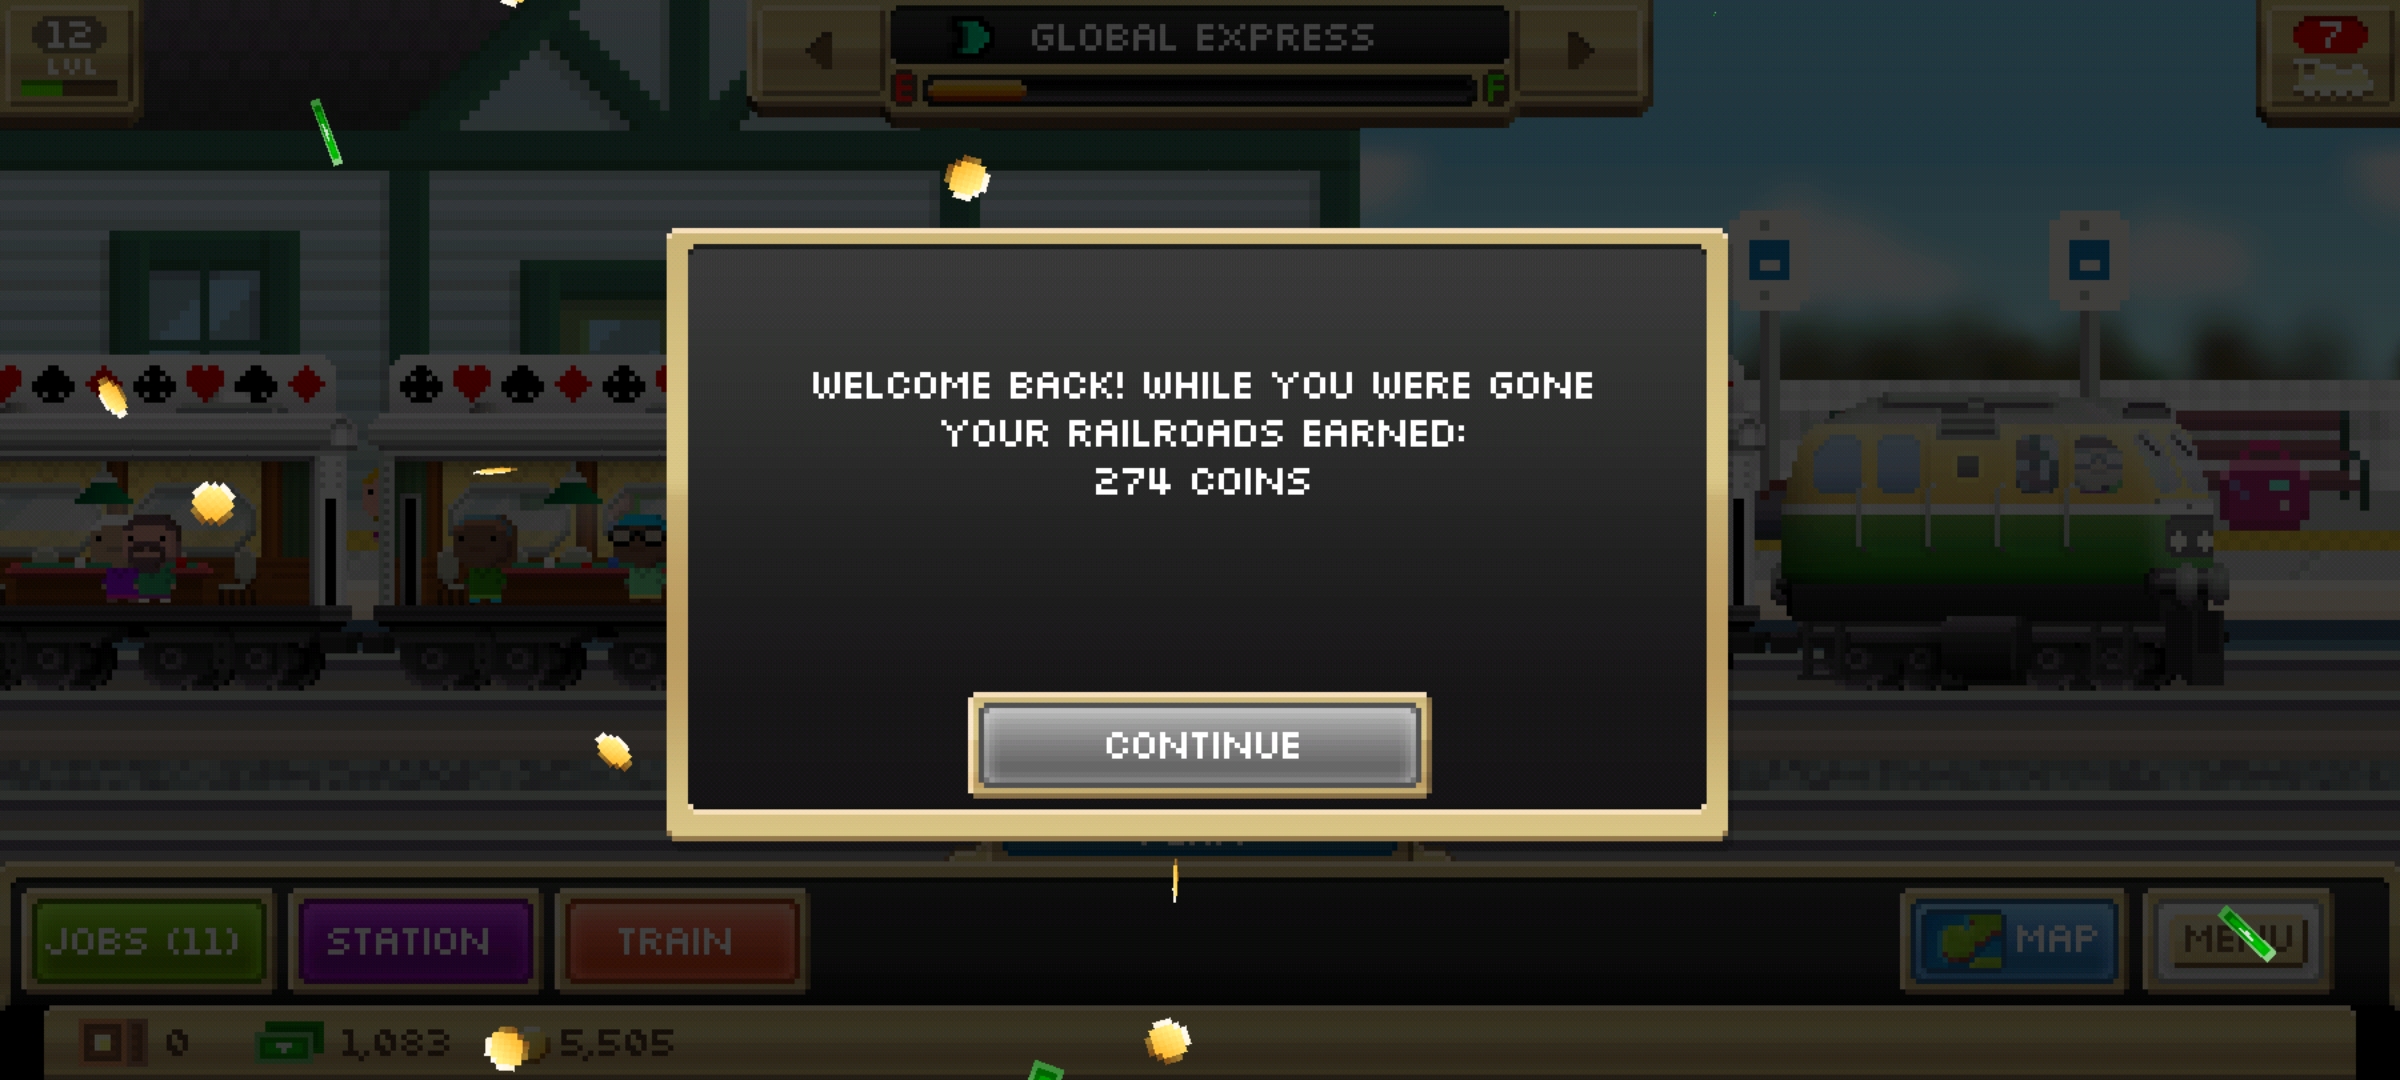 12
LVL
GLOBAL EXPRESS
E
F
7
WELCOME BACK! WHILE YOU WERE GONE
YOUR RAILROADS EARNED:
274 COINS
CONTINUE
JOBS (11)
STATION
TRAIN
MAP
MENU
0
1,083
5,505